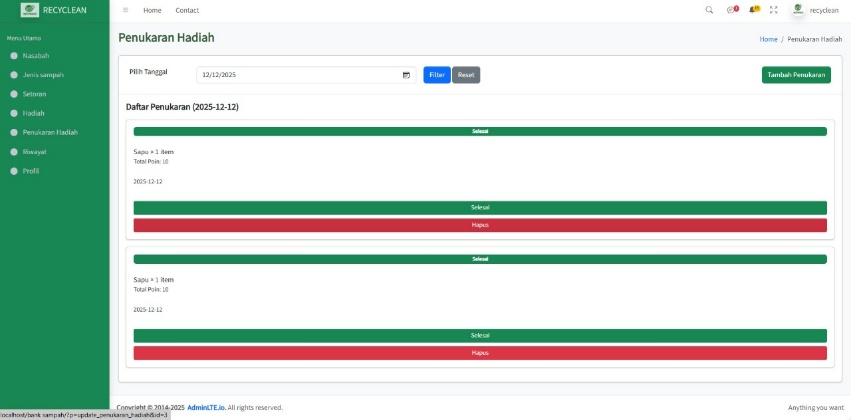 RECYCLEAN
Home
Contact
recyclean
Menu Utama
Nasabah
Jenis sampah
Setoran
Hadiah
Penukaran Hadiah
Riwayat
Profil
Penukaran Hadiah
Home / Penukaran Hadiah
Pilih Tanggal
12/12/2025
Filter
Reset
Tambah Penukaran
Daftar Penukaran (2025-12-12)
Selesai
Sapu × 1 item
Total Poin: 10
2025-12-12
Selesai
Hapus
Selesai
Sapu × 1 item
Total Poin: 10
2025-12-12
Selesai
Hapus
Copyright © 2014-2025 AdminLTE.io. All rights reserved.
Anything you want
localhost/bank sampah/?p=update_penukaran_hadiah&id=3